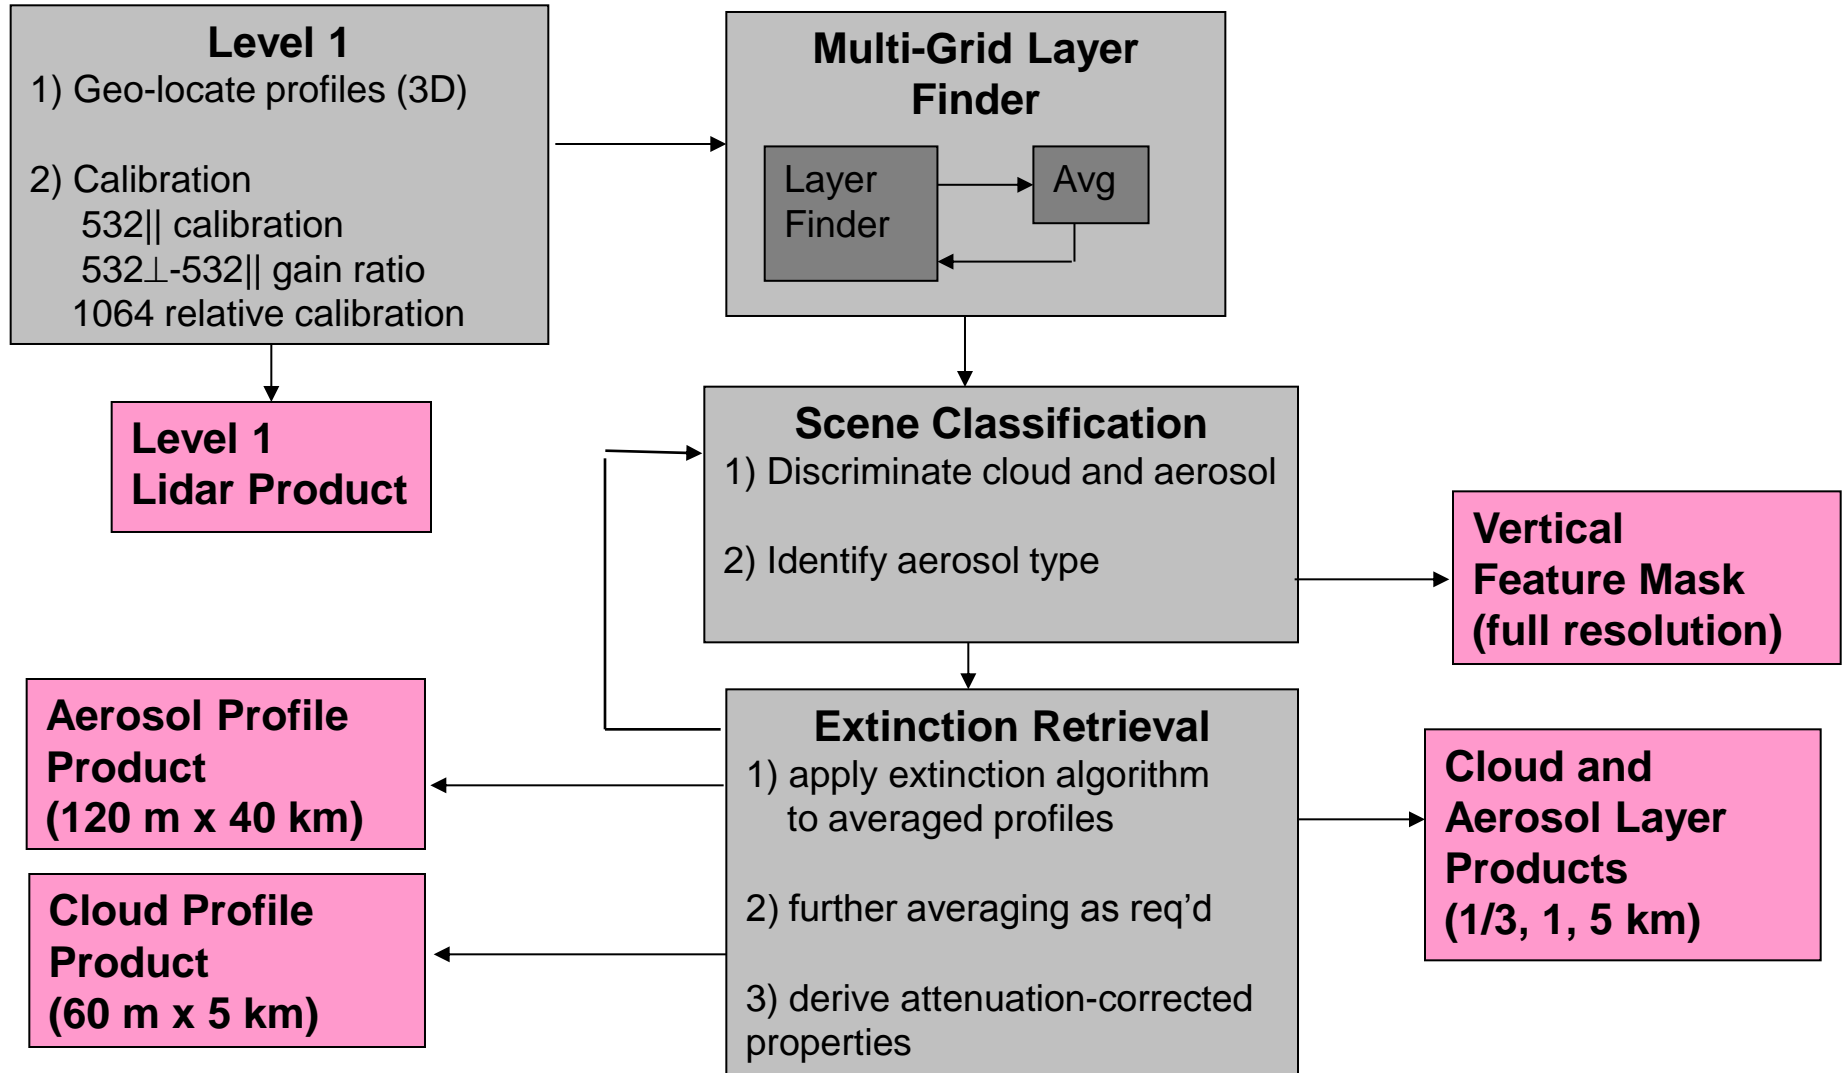 Level 1
1) Geo-locate profiles (3D)
2) Calibration
532|| calibration
532⊥-532|| gain ratio
1064 relative calibration
Multi-Grid Layer
Finder
Layer
Finder
Avg
Level 1
Lidar Product
Scene Classification
1) Discriminate cloud and aerosol
2) Identify aerosol type
Vertical
Feature Mask
(full resolution)
Aerosol Profile
Product
(120 m x 40 km)
Cloud Profile
Product
(60 m x 5 km)
Extinction Retrieval
1) apply extinction algorithm
to averaged profiles
2) further averaging as req’d
3) derive attenuation-corrected
properties
Cloud and
Aerosol Layer
Products
(1/3, 1, 5 km)